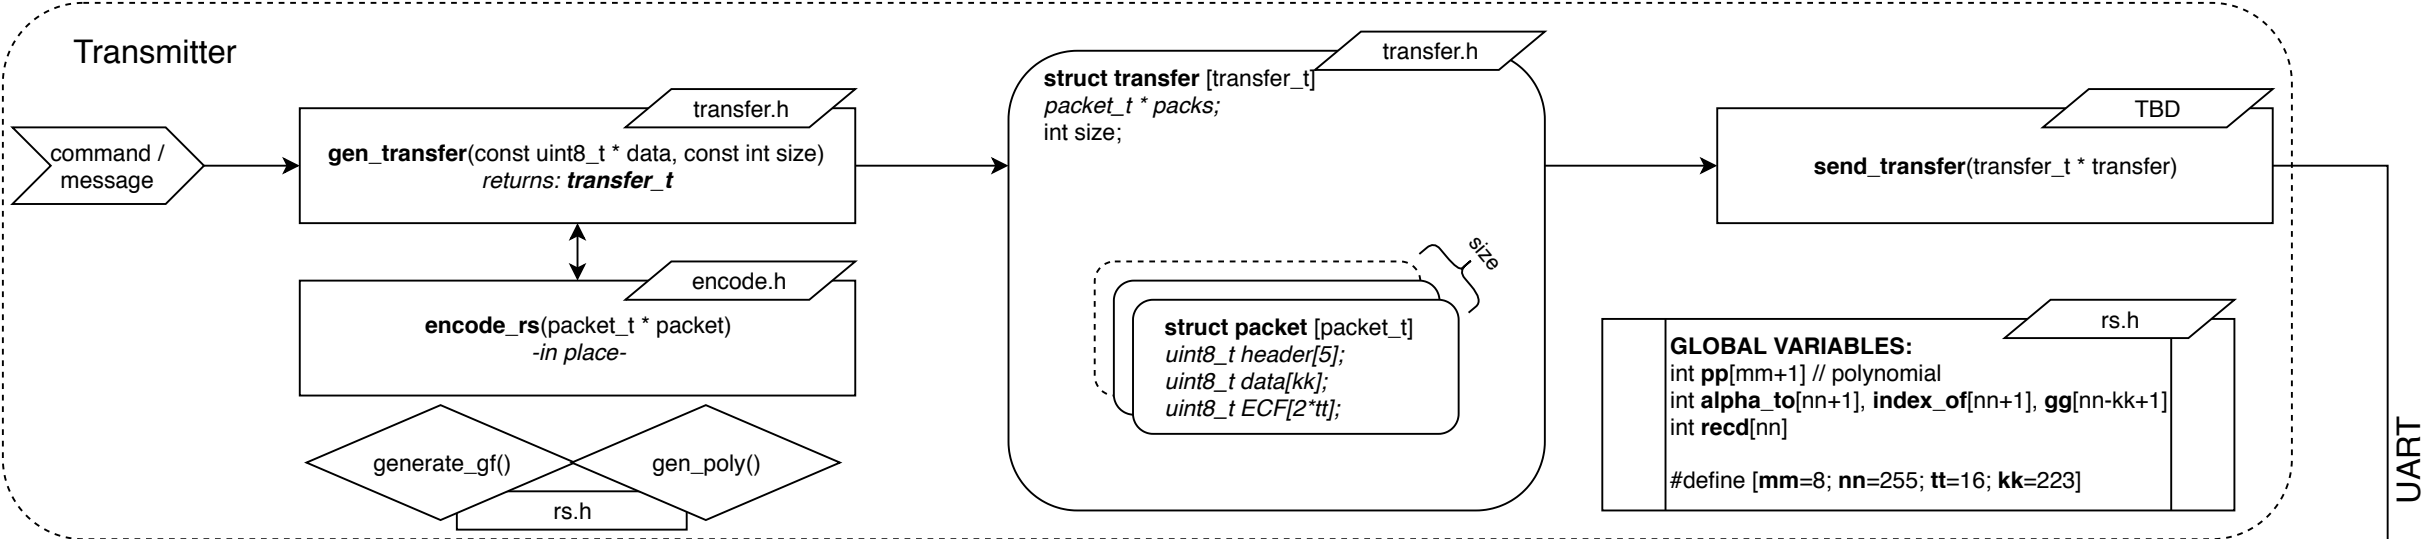 Transmitter
command /
message
transfer.h
gen_transfer(const uint8_t * data, const int size)
returns: transfer_t
encode.h
encode_rs(packet_t * packet)
-in place-
generate_gf()
gen_poly()
rs.h
transfer.h
struct transfer [transfer_t]
packet_t * packs;
int size;
size
struct packet [packet_t]
uint8_t header[5];
uint8_t data[kk];
uint8_t ECF[2*tt];
TBD
send_transfer(transfer_t * transfer)
rs.h
GLOBAL VARIABLES:
int pp[mm+1] // polynomial
int alpha_to[nn+1], index_of[nn+1], gg[nn-kk+1]
int recd[nn]
#define [mm=8; nn=255; tt=16; kk=223]
UART